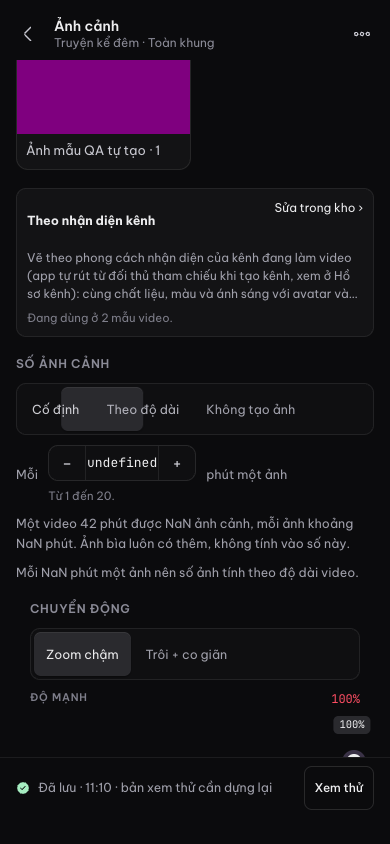 Ảnh cảnh
Truyện kể đêm · Toàn khung
Ảnh mẫu QA tự tạo · 1
Sửa trong kho ›
Theo nhận diện kênh
Vẽ theo phong cách nhận diện của kênh đang làm video
(app tự rút từ đối thủ tham chiếu khi tạo kênh, xem ở Hồ
sơ kênh): cùng chất liệu, màu và ánh sáng với avatar và…
Đang dùng ở 2 mẫu video.
SỐ ẢNH CẢNH
Cố định Theo độ dài Không tạo ảnh
Mỗi – undefined + phút một ảnh
Từ 1 đến 20.
Một video 42 phút được NaN ảnh cảnh, mỗi ảnh khoảng
NaN phút. Ảnh bìa luôn có thêm, không tính vào số này.
Mỗi NaN phút một ảnh nên số ảnh tính theo độ dài video.
CHUYỂN ĐỘNG
Zoom chậm Trôi + co giãn
ĐỘ MẠNH 100%
100%
Đã lưu · 11:10 · bản xem thử cần dựng lại Xem thử